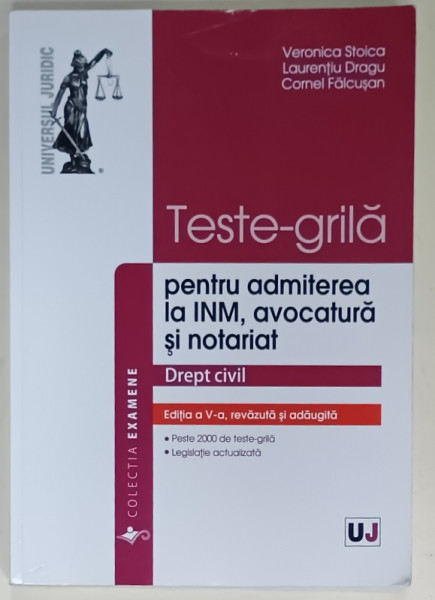 UNIVERSUL JURIDIC
Veronica Stoica
Laurențiu Dragu
Cornel Fălcușan
Teste-grilă
pentru admiterea
la INM, avocatură
și notariat
Drept civil
Ediția a V-a, revăzută și adăugită
• Peste 2000 de teste-grilă
• Legislație actualizată
COLECTIA EXAMENE
UJ